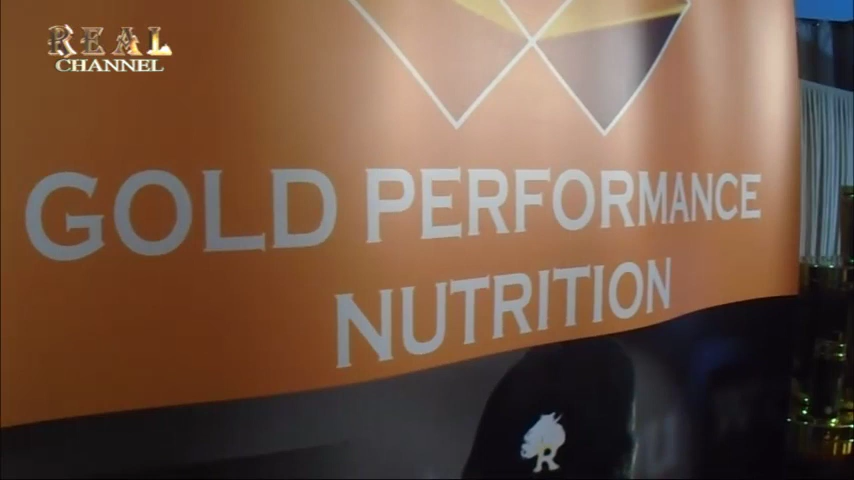 REAL
CHANNEL
GOLD PERFORMANCE
NUTRITION
R